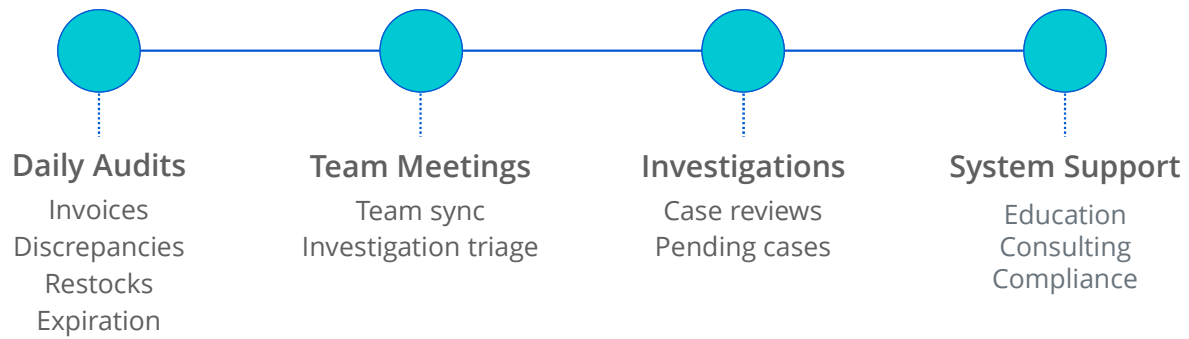 Daily Audits
Invoices
Discrepancies
Restocks
Expiration
Team Meetings
Team sync
Investigation triage
Investigations
Case reviews
Pending cases
System Support
Education
Consulting
Compliance